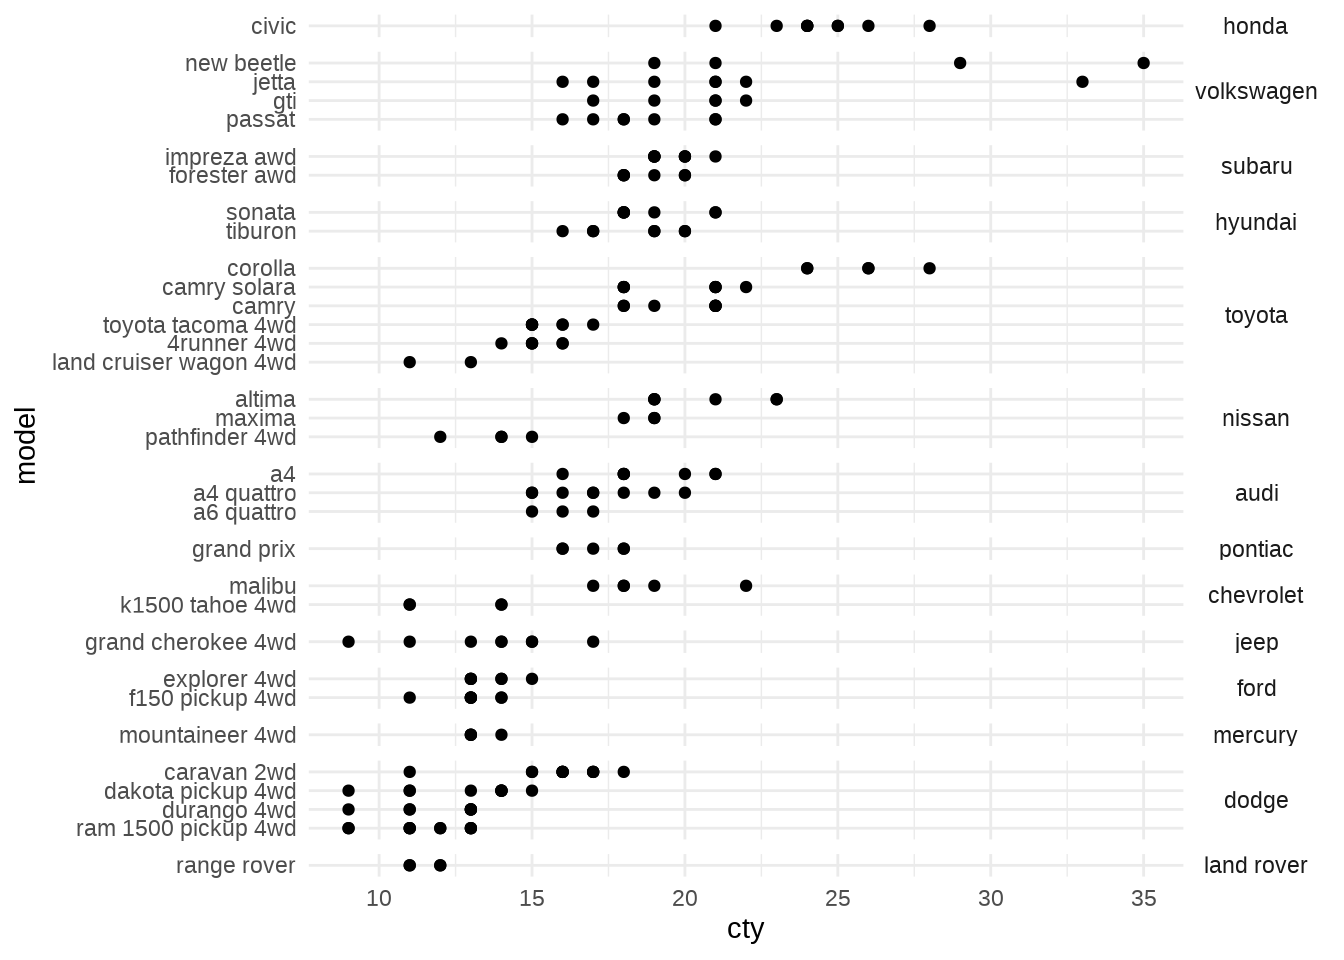 civic
honda
new beetle
jetta
gti
passat
volkswagen
impreza awd
forester awd
subaru
sonata
tiburon
hyundai
corolla
camry solara
camry
toyota tacoma 4wd
4runner 4wd
land cruiser wagon 4wd
toyota
altima
maxima
pathfinder 4wd
nissan
a4
a4 quattro
a6 quattro
audi
grand prix
pontiac
malibu
k1500 tahoe 4wd
chevrolet
grand cherokee 4wd
jeep
explorer 4wd
f150 pickup 4wd
ford
mountaineer 4wd
mercury
caravan 2wd
dakota pickup 4wd
durango 4wd
ram 1500 pickup 4wd
dodge
range rover
land rover
model
10 15 20 25 30 35
cty